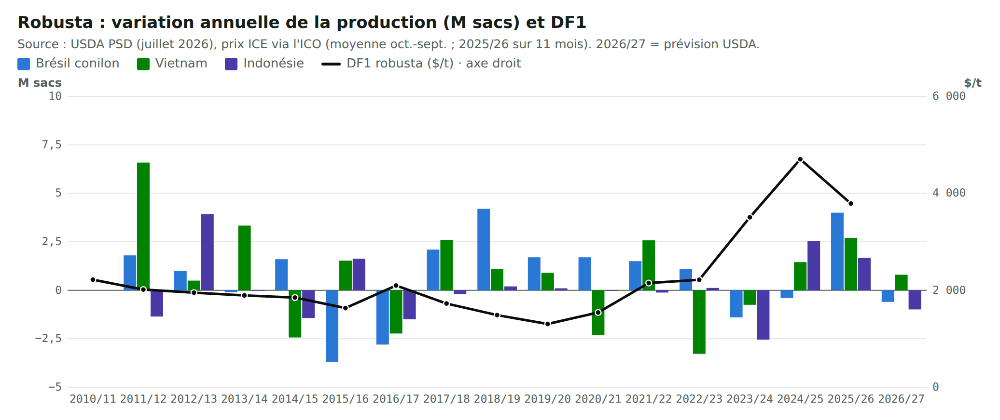 Robusta : variation annuelle de la production (M sacs) et DF1
Source : USDA PSD (juillet 2026), prix ICE via l'ICO (moyenne oct.-sept. ; 2025/26 sur 11 mois). 2026/27 = prévision USDA.
Brésil conilon Vietnam Indonésie DF1 robusta ($/t) · axe droit
M sacs $/t
10 6 000
7,5
5 4 000
2,5
0 2 000
−2,5
−5 0
2010/11 2011/12 2012/13 2013/14 2014/15 2015/16 2016/17 2017/18 2018/19 2019/20 2020/21 2021/22 2022/23 2023/24 2024/25 2025/26 2026/27